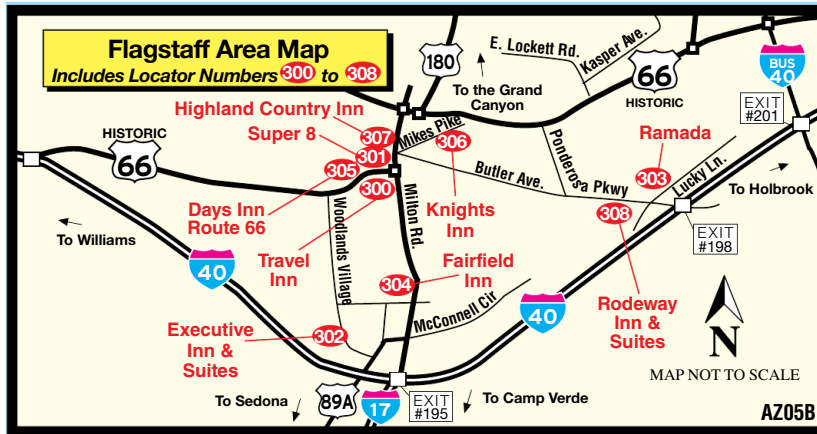 Flagstaff Area Map
Includes Locator Numbers 300 to 308
180
To the Grand
Canyon
E. Lockett Rd.
Kasper Ave.
66
HISTORIC
BUS
40
EXIT
#201
Highland Country Inn
307
Mikes Pike
Super 8
301
306
HISTORIC
66
305
300
Days Inn
Route 66
Travel
Inn
Knights
Inn
Butler Ave.
Ponderosa Pkwy
Ramada
303
Lucky Ln.
To Holbrook
308
EXIT
#198
To Williams
40
Woodlands Village
Milton Rd.
304
Fairfield
Inn
McConnell Cir
Executive
Inn &
Suites
302
40
Rodeway
Inn &
Suites
N
MAP NOT TO SCALE
To Sedona
89A
17
EXIT
#195
To Camp Verde
AZ05B